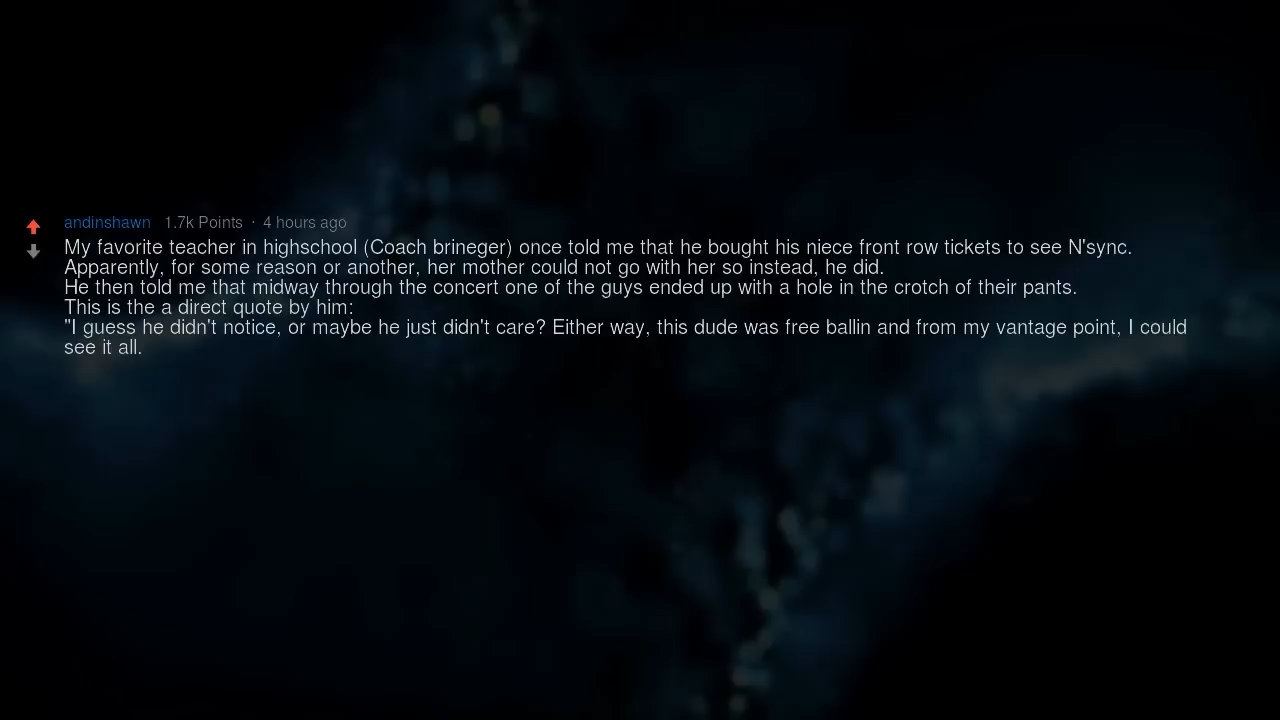 andinshawn 1.7k Points · 4 hours ago
My favorite teacher in highschool (Coach brineger) once told me that he bought his niece front row tickets to see N'sync.
Apparently, for some reason or another, her mother could not go with her so instead, he did.
He then told me that midway through the concert one of the guys ended up with a hole in the crotch of their pants.
This is the a direct quote by him:
"I guess he didn't notice, or maybe he just didn't care? Either way, this dude was free ballin and from my vantage point, I could
see it all.